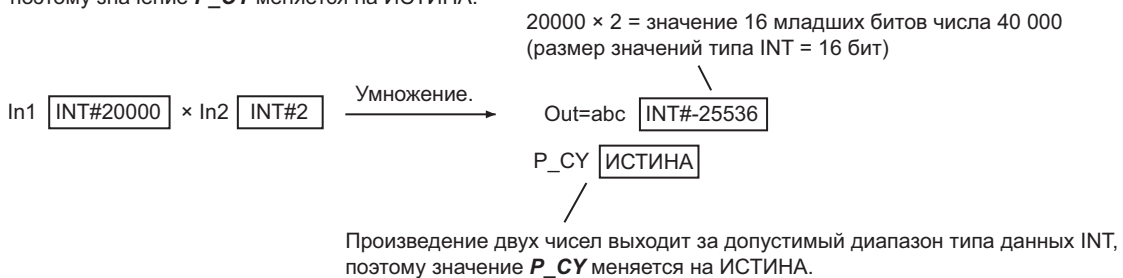 поэтому значение P_CY меняется на ИСТИНА.
20000 × 2 = значение 16 младших битов числа 40 000
(размер значений типа INT = 16 бит)
In1 INT#20000 × In2 INT#2 Умножение. Out=abc INT#-25536
P_CY ИСТИНА
Произведение двух чисел выходит за допустимый диапазон типа данных INT,
поэтому значение P_CY меняется на ИСТИНА.